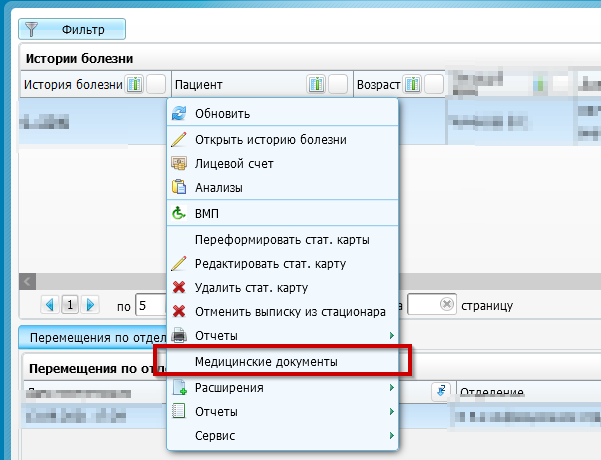 Фильтр
Истории болезни
История болезни Пациент Возраст
Обновить
Открыть историю болезни
Лицевой счет
Анализы
ВМП
Переформировать стат. карты
Редактировать стат. карту
Удалить стат. карту
Отменить выписку из стационара
1 по 5 страницу
Отчеты
Перемещения по отдел
Медицинские документы
Перемещения по отде
Расширения
Отделение
Отчеты
Сервис